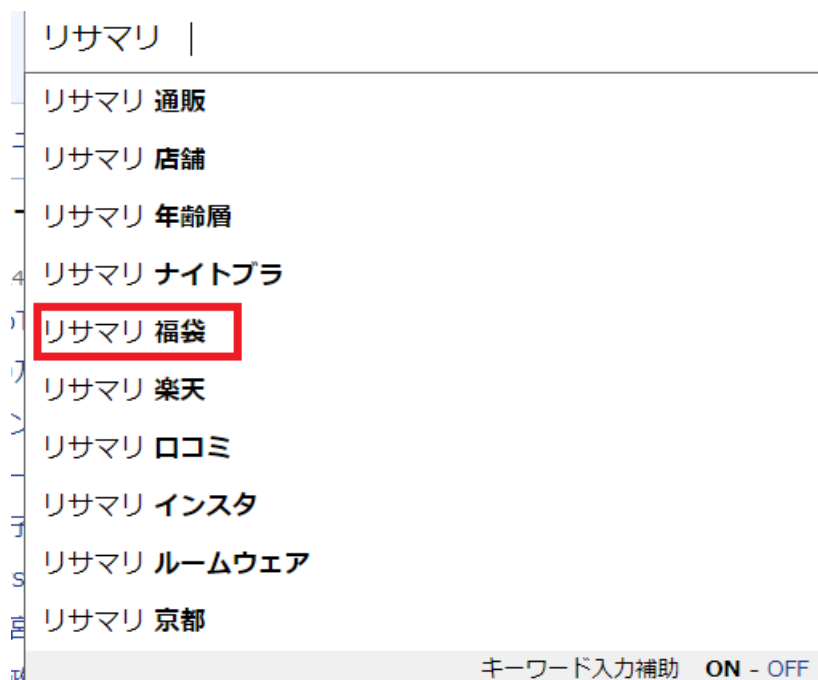 リサマリ
リサマリ 通販
リサマリ 店舗
リサマリ 年齢層
リサマリ ナイトブラ
リサマリ 福袋
リサマリ 楽天
リサマリ 口コミ
リサマリ インスタ
リサマリ ルームウェア
リサマリ 京都
キーワード入力補助 ON - OFF